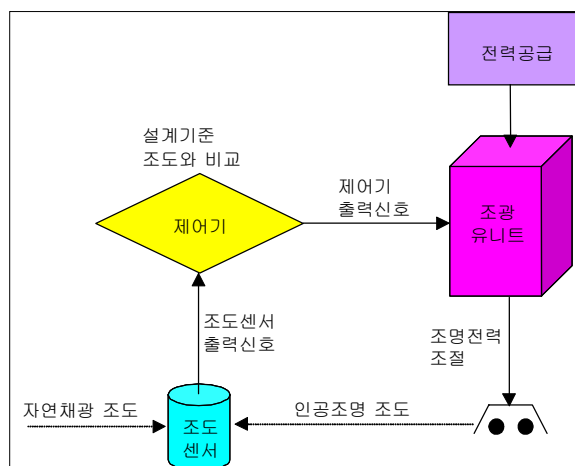 전력공급
설계기준
조도와 비교
제어기
제어기
출력신호
조광
유니트
조도센서
출력신호
조명전력
조절
자연채광 조도
조도
센서
인공조명 조도